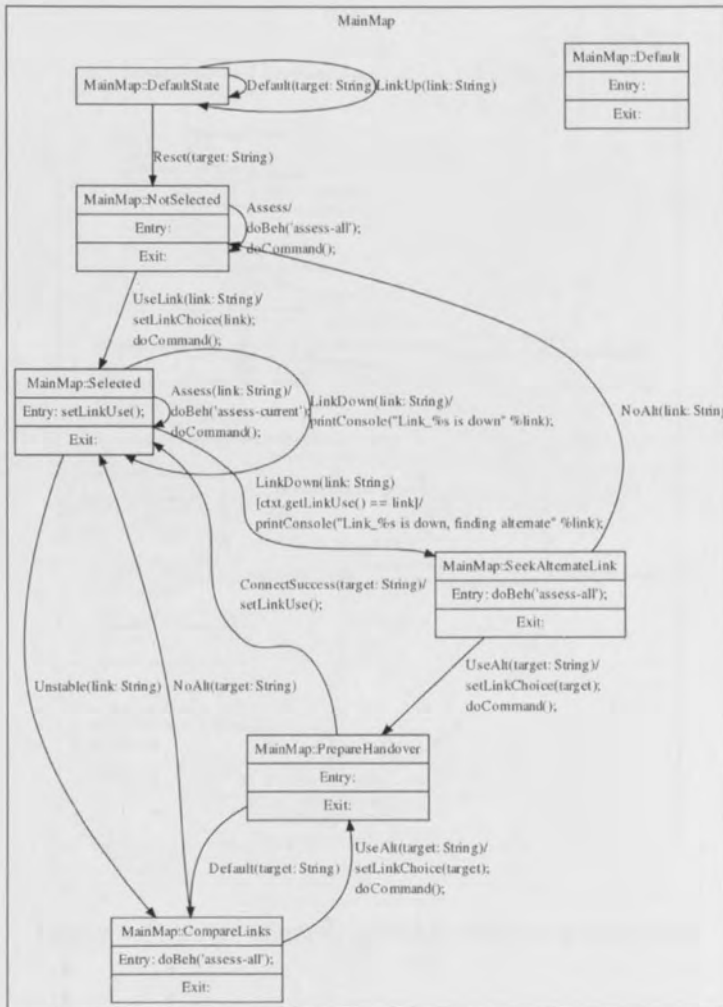 MainMap
MainMap::Default
Entry:
Exit:
MainMap::DefaultState
Default(target: String)
LinkUp(link: String)
Reset(target: String)
MainMap::NotSelected
Entry:
Exit:
Assess/
doBeh('assess-all');
doCommand();
UseLink(link: String)/
setLinkChoice(link);
doCommand();
MainMap::Selected
Entry: setLinkUse();
Exit:
Assess(link: String)/
doBeh('assess-current');
doCommand();
LinkDown(link: String)/
printConsole("Link_%s is down" %link);
NoAlt(link: String
LinkDown(link: String)
[ctxt.getLinkUse() == link]/
printConsole("Link_%s is down, finding alternate" %link);
MainMap::SeekAlternateLink
Entry: doBeh('assess-all');
Exit:
ConnectSuccess(target: String)/
setLinkUse();
UseAlt(target: String)/
setLinkChoice(target);
doCommand();
Unstable(link: String)
NoAlt(target: String)
MainMap::PrepareHandover
Entry:
Exit:
Default(target: String)
UseAlt(target: String)/
setLinkChoice(target);
doCommand();
MainMap::CompareLinks
Entry: doBeh('assess-all');
Exit: